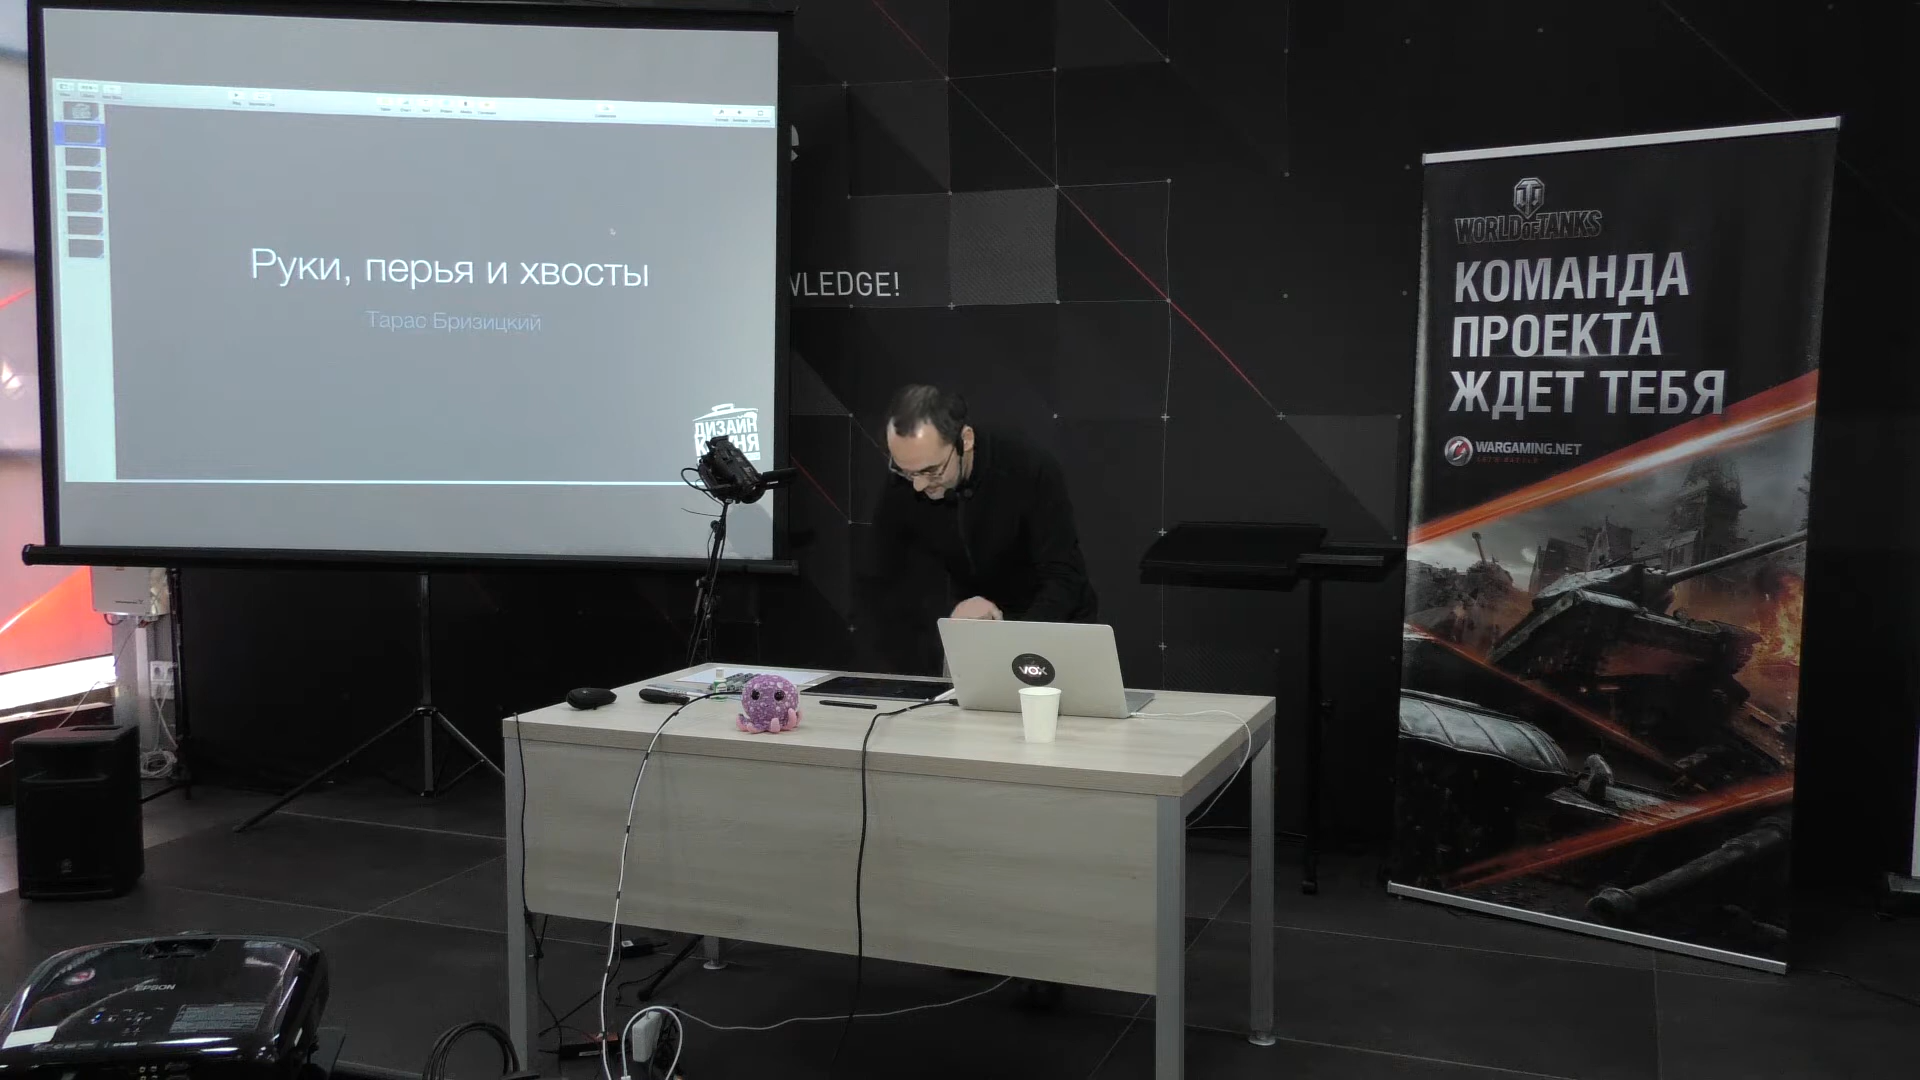 Руки, перья и хвосты
Тарас Бризицкий
ДИЗАЙН
WLEDGE!
VOX
WORLD OF TANKS
КОМАНДА
ПРОЕКТА
ЖДЕТ ТЕБЯ
WARGAMING.NET
EPSON